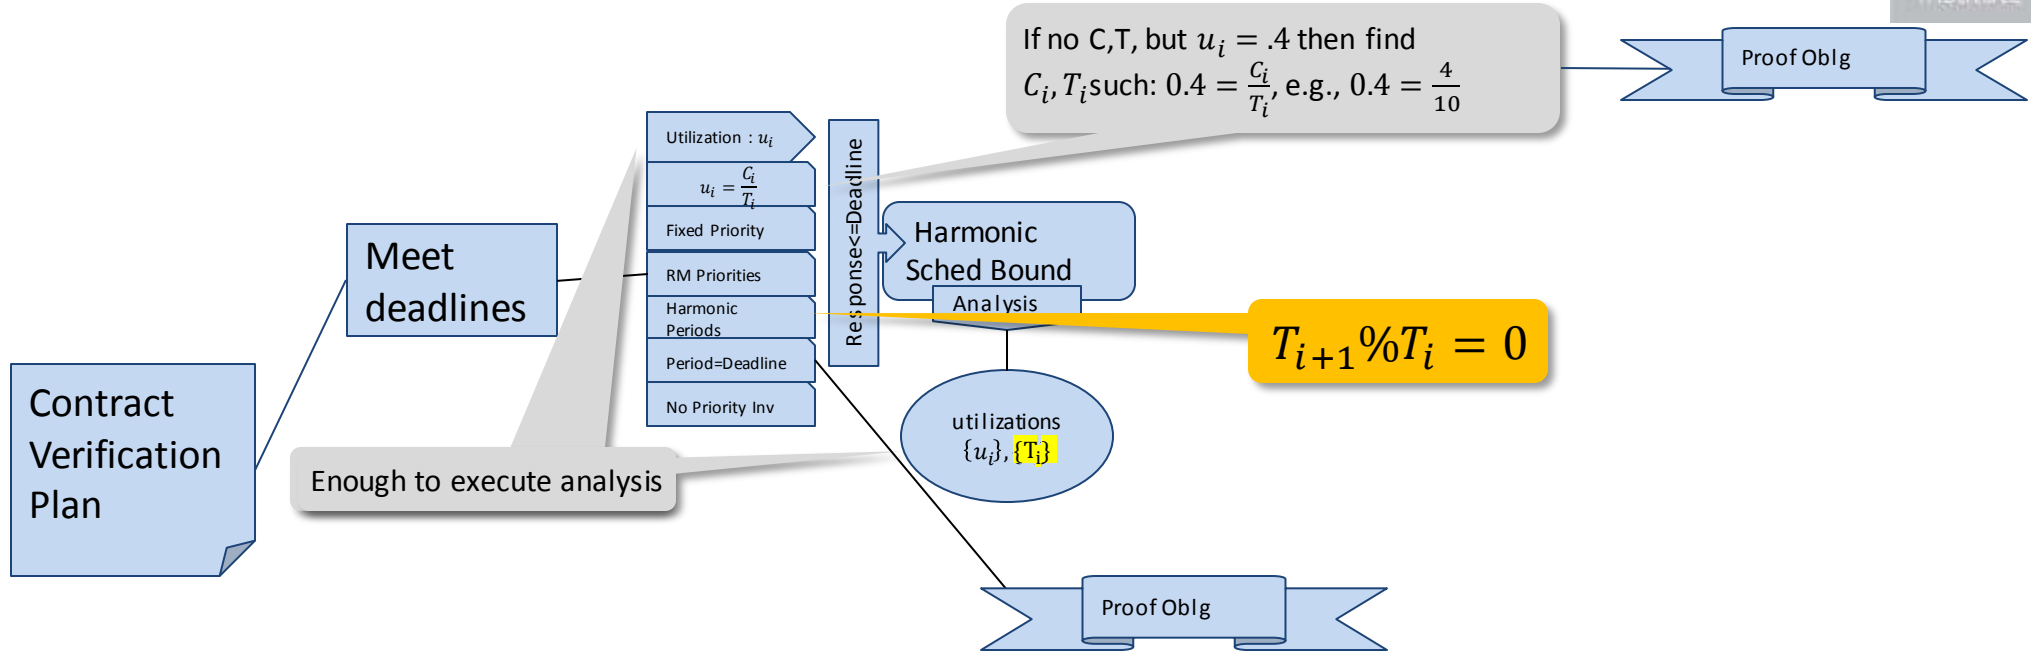 If no C,T, but u_i = .4 then find
C_i, T_i such: 0.4 = C_i/T_i, e.g., 0.4 = 4/10
Proof Oblg
Utilization : u_i
u_i = C_i/T_i
Fixed Priority
RM Priorities
Harmonic
Periods
Period=Deadline
No Priority Inv
Response<=Deadline
Harmonic
Sched Bound
Analysis
T_{i+1}%T_i = 0
Meet
deadlines
Contract
Verification
Plan
utilizations
{u_i}, {T_i}
Enough to execute analysis
Proof Oblg